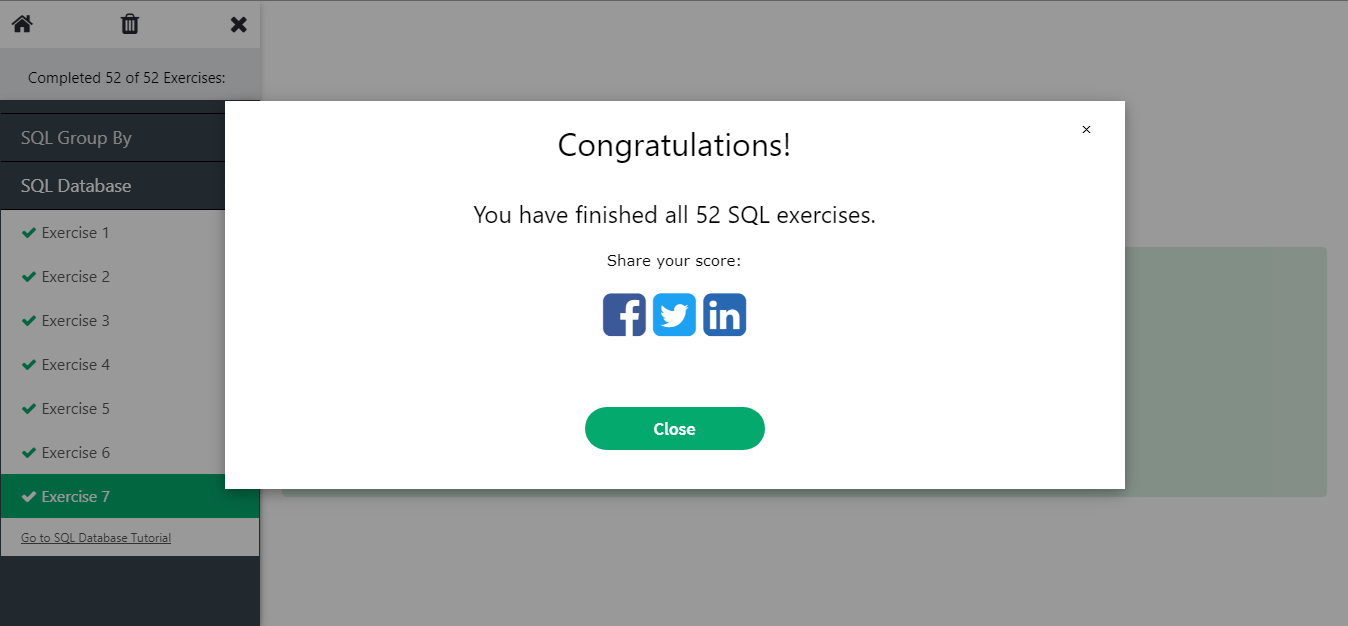 Completed 52 of 52 Exercises:
SQL Group By
SQL Database
Exercise 1
Exercise 2
Exercise 3
Exercise 4
Exercise 5
Exercise 6
Exercise 7
Go to SQL Database Tutorial
Congratulations!
×
You have finished all 52 SQL exercises.
Share your score:
Close